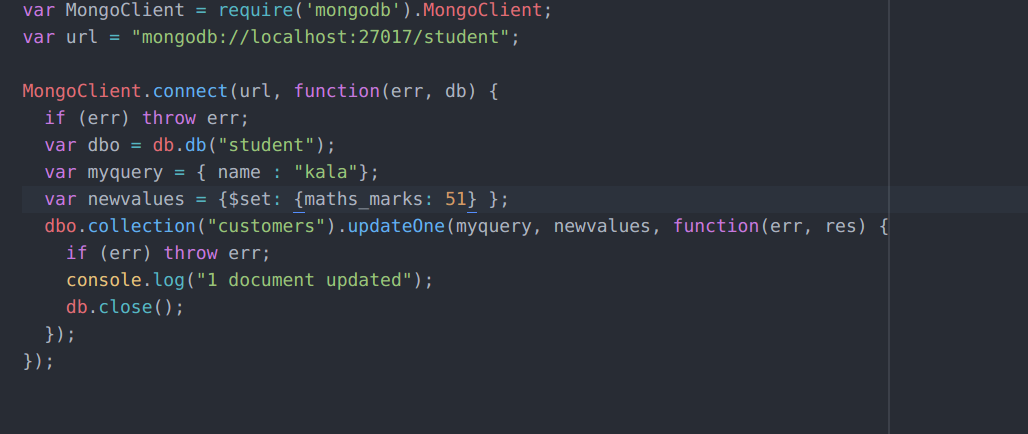 var MongoClient = require('mongodb').MongoClient;
var url = "mongodb://localhost:27017/student";
MongoClient.connect(url, function(err, db) {
if (err) throw err;
var dbo = db.db("student");
var myquery = { name : "kala"};
var newvalues = {$set: {maths_marks: 51} };
dbo.collection("customers").updateOne(myquery, newvalues, function(err, res) {
if (err) throw err;
console.log("1 document updated");
db.close();
});
});